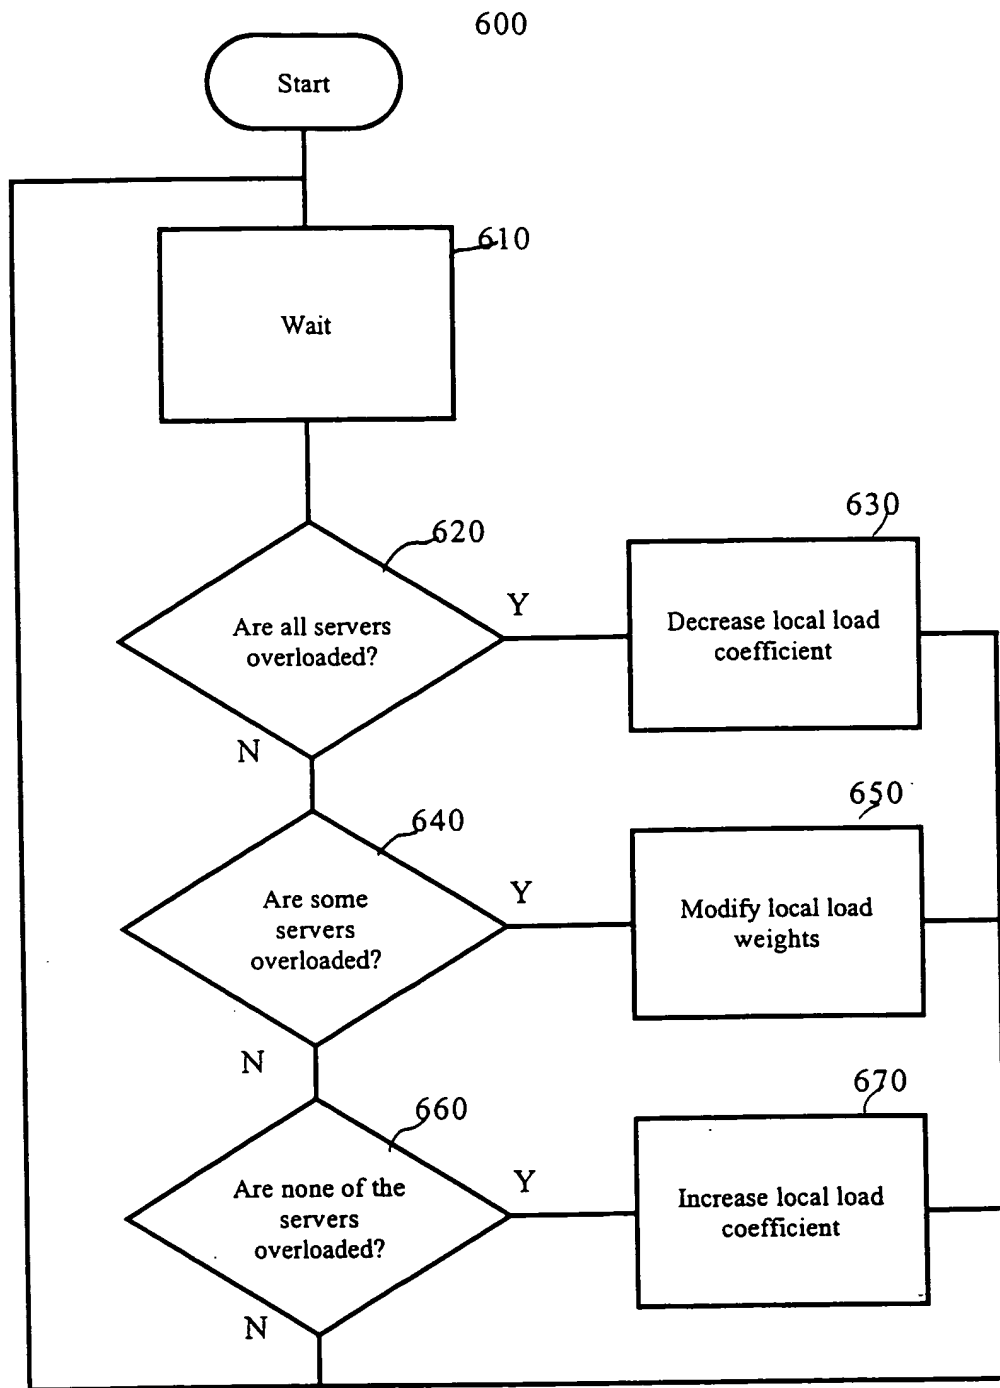 600
Start
610
Wait
620
Are all servers
overloaded?
Y
N
630
Decrease local load
coefficient
640
Are some
servers
overloaded?
Y
N
650
Modify local load
weights
660
Are none of the
servers
overloaded?
Y
N
670
Increase local load
coefficient